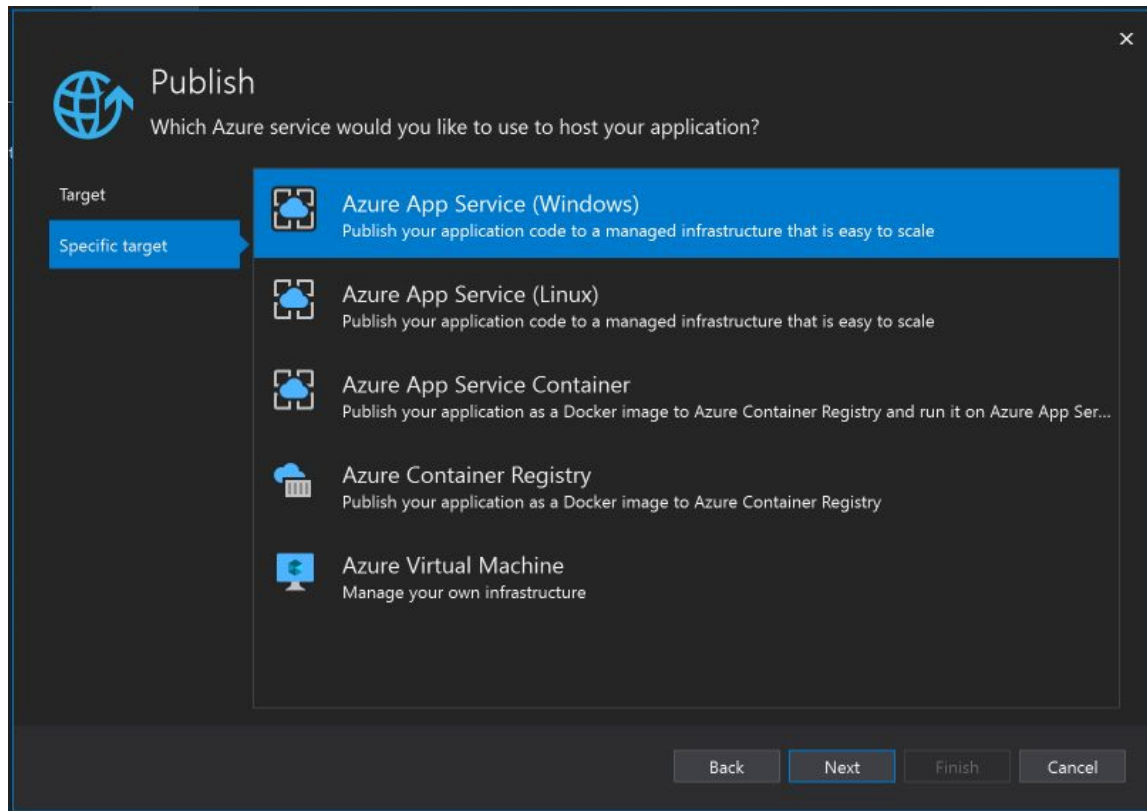 Publish
Which Azure service would you like to use to host your application?
Target
Specific target
Azure App Service (Windows)
Publish your application code to a managed infrastructure that is easy to scale
Azure App Service (Linux)
Publish your application code to a managed infrastructure that is easy to scale
Azure App Service Container
Publish your application as a Docker image to Azure Container Registry and run it on Azure App Ser...
Azure Container Registry
Publish your application as a Docker image to Azure Container Registry
Azure Virtual Machine
Manage your own infrastructure
Back
Next
Finish
Cancel